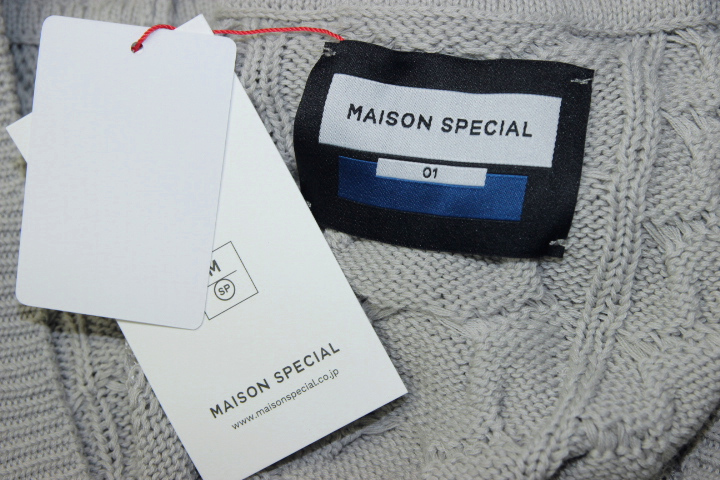 MAISON SPECIAL
01
M
SP
MAISON SPECIAL
www.maisonspecial.co.jp